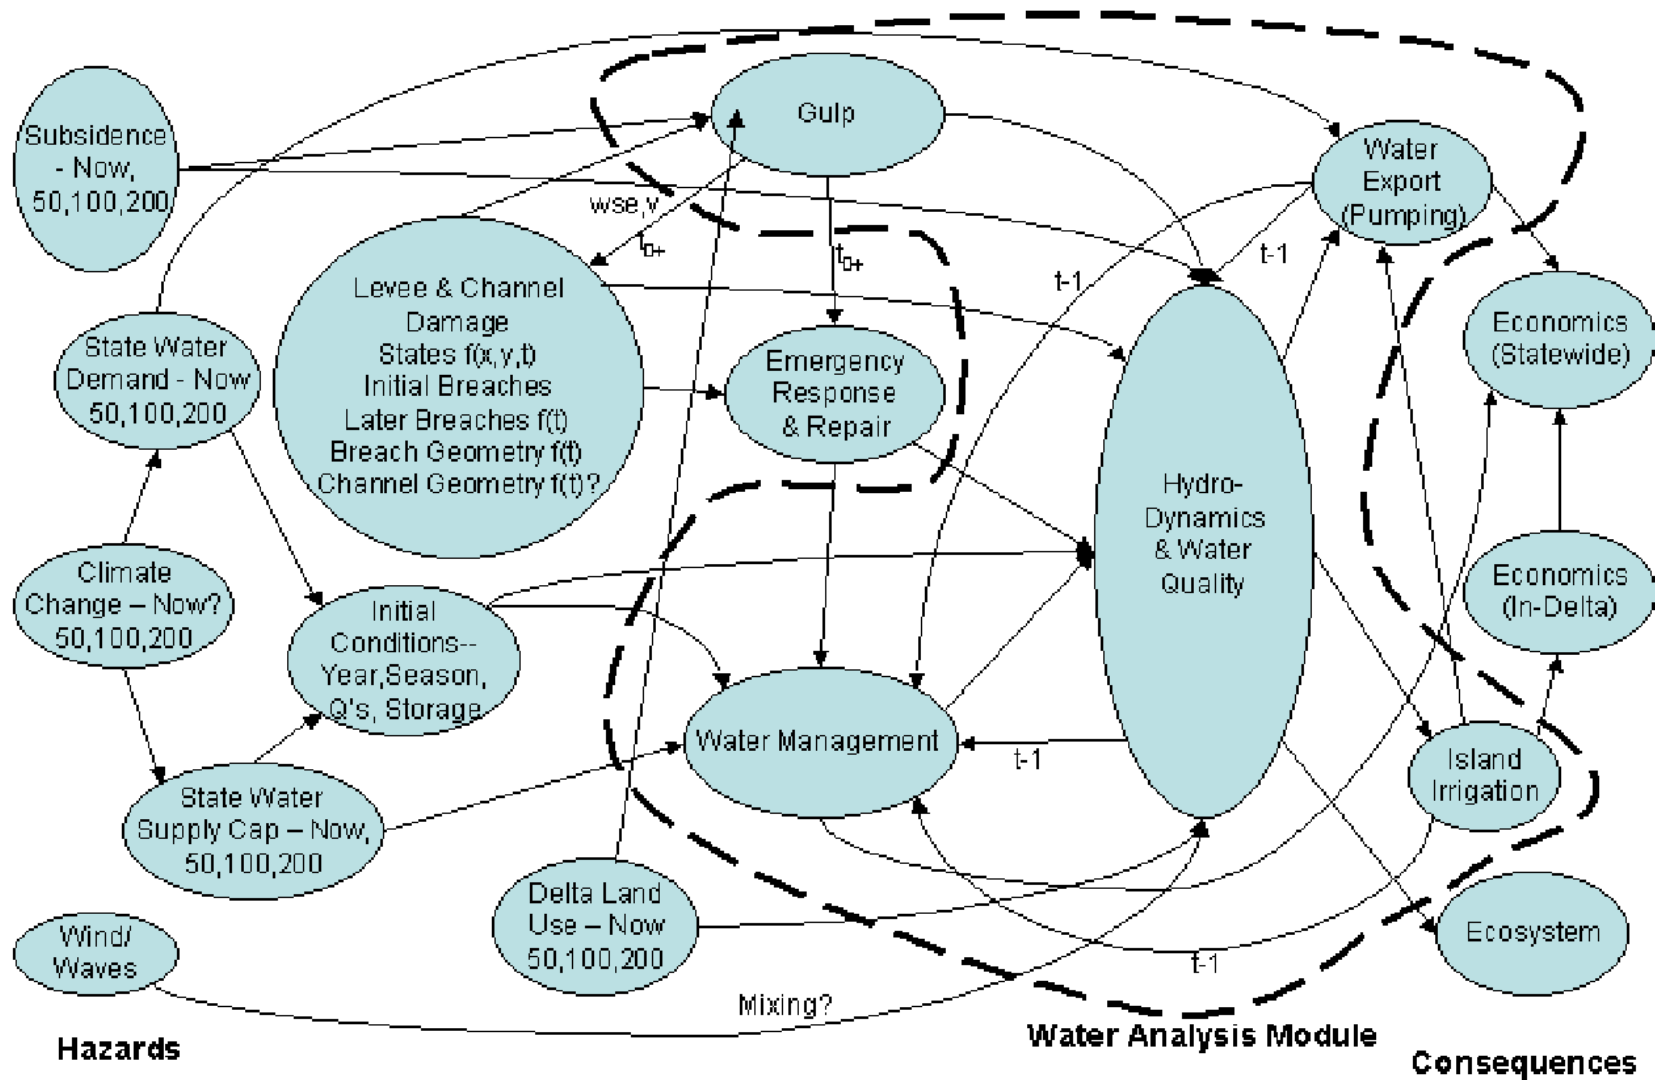 Gulp
Subsidence
- Now,
50,100,200
Water
Export
(Pumping)
wse,v
t0+
t0+
t-1
t-1
Levee & Channel
Damage
States f(x,y,t)
Initial Breaches
Later Breaches f(t)
Breach Geometry f(t)
Channel Geometry f(t)?
State Water
Demand - Now
50,100,200
Emergency
Response
& Repair
Economics
(Statewide)
Hydro-
Dynamics
& Water
Quality
Climate
Change – Now?
50,100,200
Initial
Conditions--
Year,Season,
Q's, Storage
Economics
(In-Delta)
Water Management
t-1
Island
Irrigation
State Water
Supply Cap – Now,
50,100,200
Delta Land
Use – Now
50,100,200
Wind/
Waves
Ecosystem
t-1
Mixing?
Hazards
Water Analysis Module
Consequences